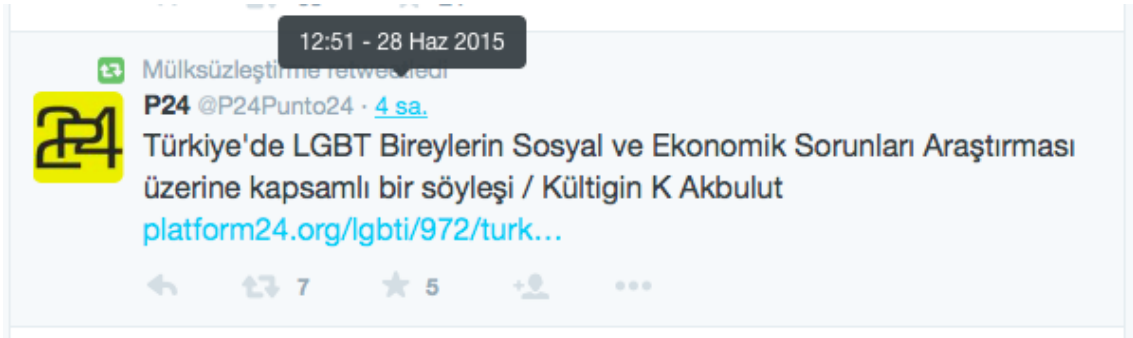 12:51 - 28 Haz 2015
Mülksüzleştirme retweetledi
P24 @P24Punto24 · 4 sa.
Türkiye'de LGBT Bireylerin Sosyal ve Ekonomik Sorunları Araştırması
üzerine kapsamlı bir söyleşi / Kültigin K Akbulut
platform24.org/lgbti/972/turk...
7 5